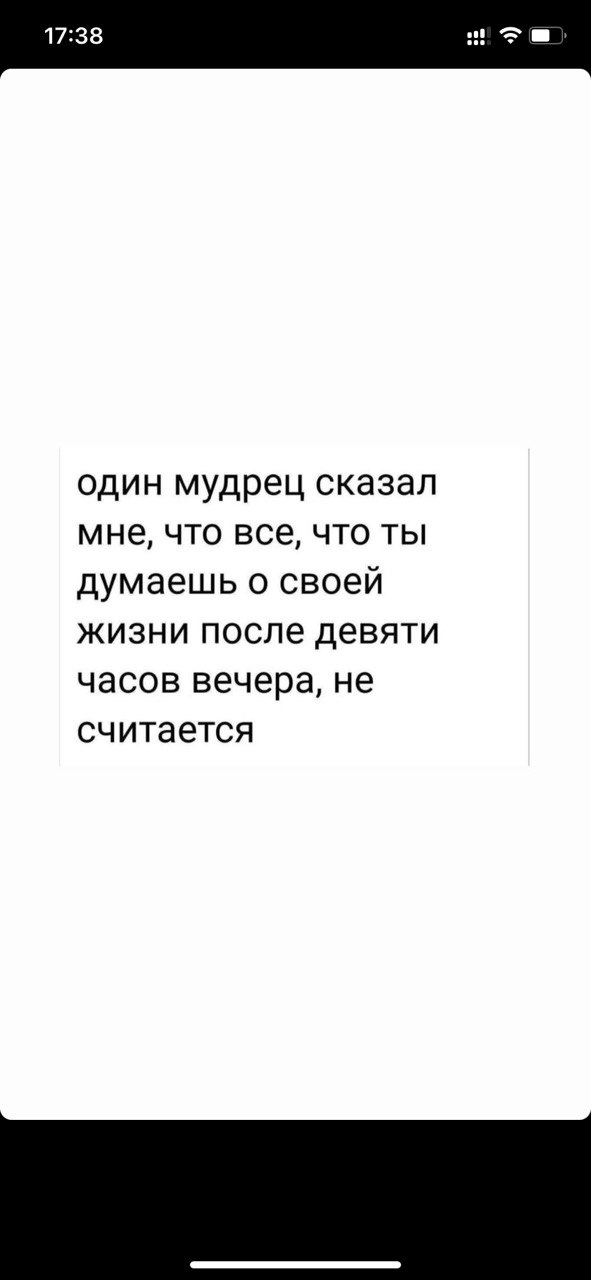 17:38
один мудрец сказал
мне, что все, что ты
думаешь о своей
жизни после девяти
часов вечера, не
считается